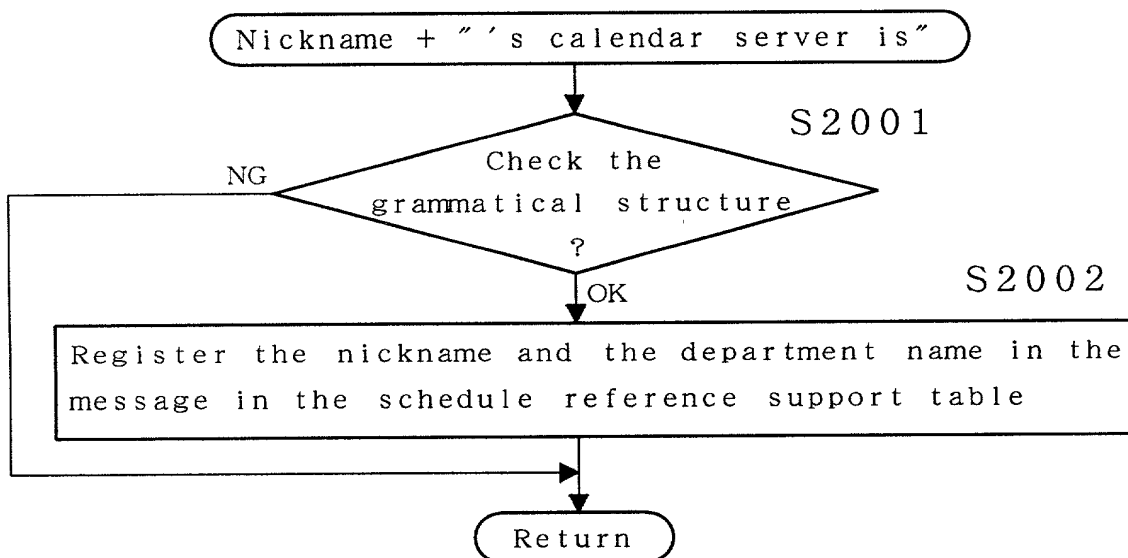 Nickname + "'s calendar server is"
S2001
Check the
NG
grammatical structure
?
S2002
OK
Register the nickname and the department name in the
message in the schedule reference support table
Return